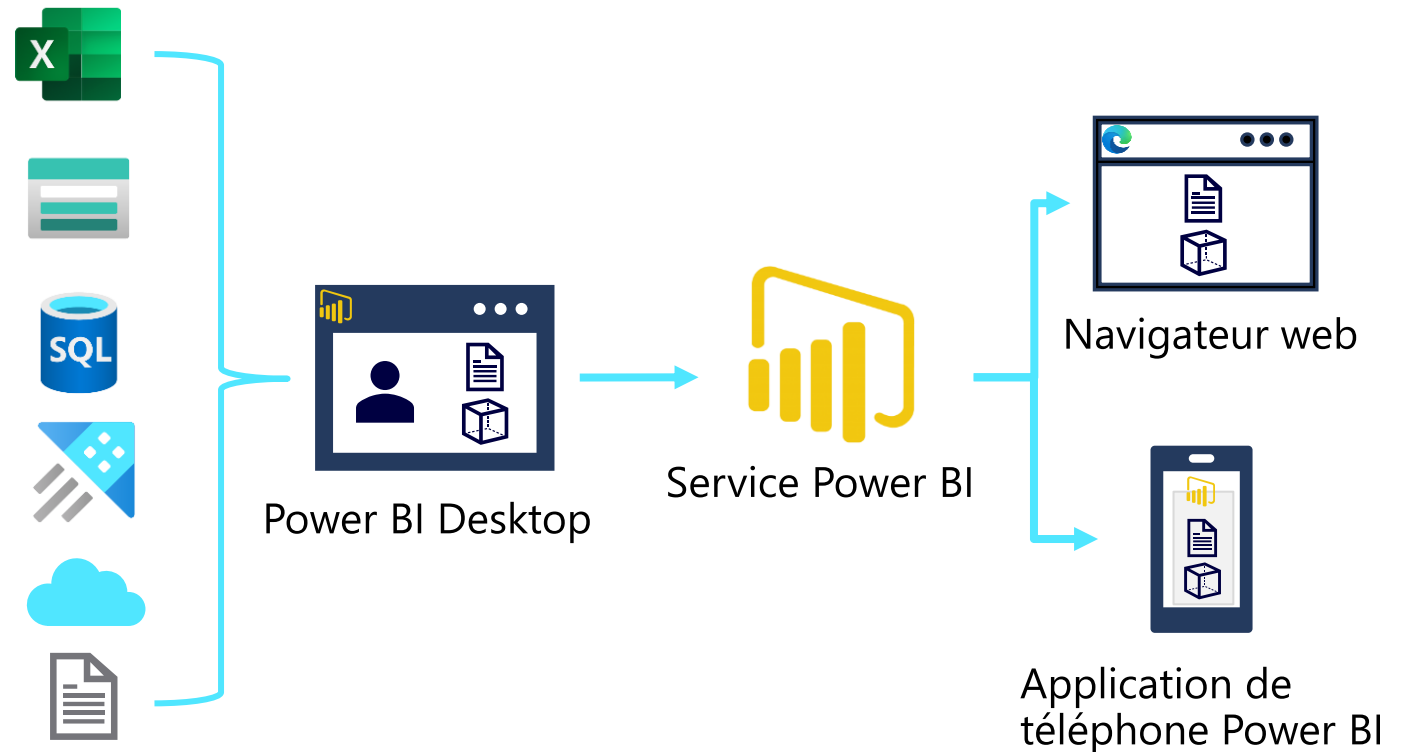 X
SQL
Power BI Desktop
Service Power BI
Navigateur web
Application de
téléphone Power BI